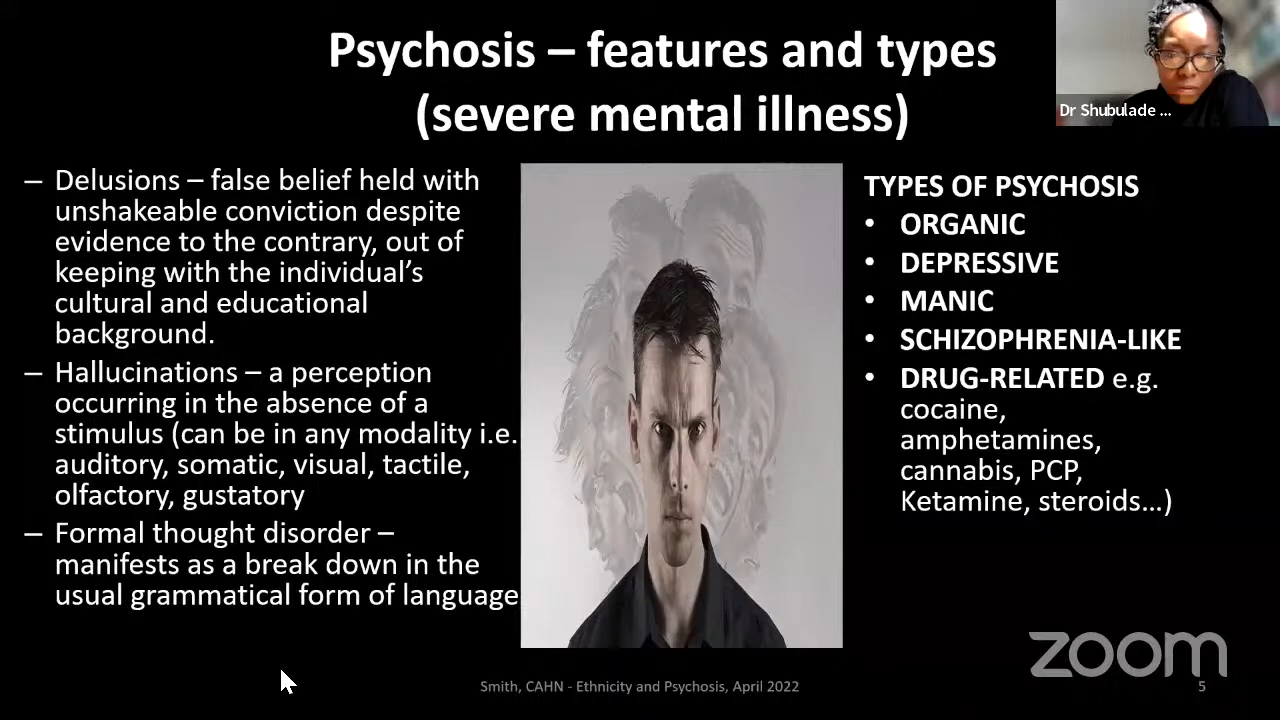 Psychosis – features and types
(severe mental illness)
Dr Shubulade ...
– Delusions – false belief held with
unshakeable conviction despite
evidence to the contrary, out of
keeping with the individual’s
cultural and educational
background.
– Hallucinations – a perception
occurring in the absence of a
stimulus (can be in any modality i.e.
auditory, somatic, visual, tactile,
olfactory, gustatory
– Formal thought disorder –
manifests as a break down in the
usual grammatical form of language
TYPES OF PSYCHOSIS
• ORGANIC
• DEPRESSIVE
• MANIC
• SCHIZOPHRENIA-LIKE
• DRUG-RELATED e.g.
cocaine,
amphetamines,
cannabis, PCP,
Ketamine, steroids…)
zoom
Smith, CAHN - Ethnicity and Psychosis, April 2022
5